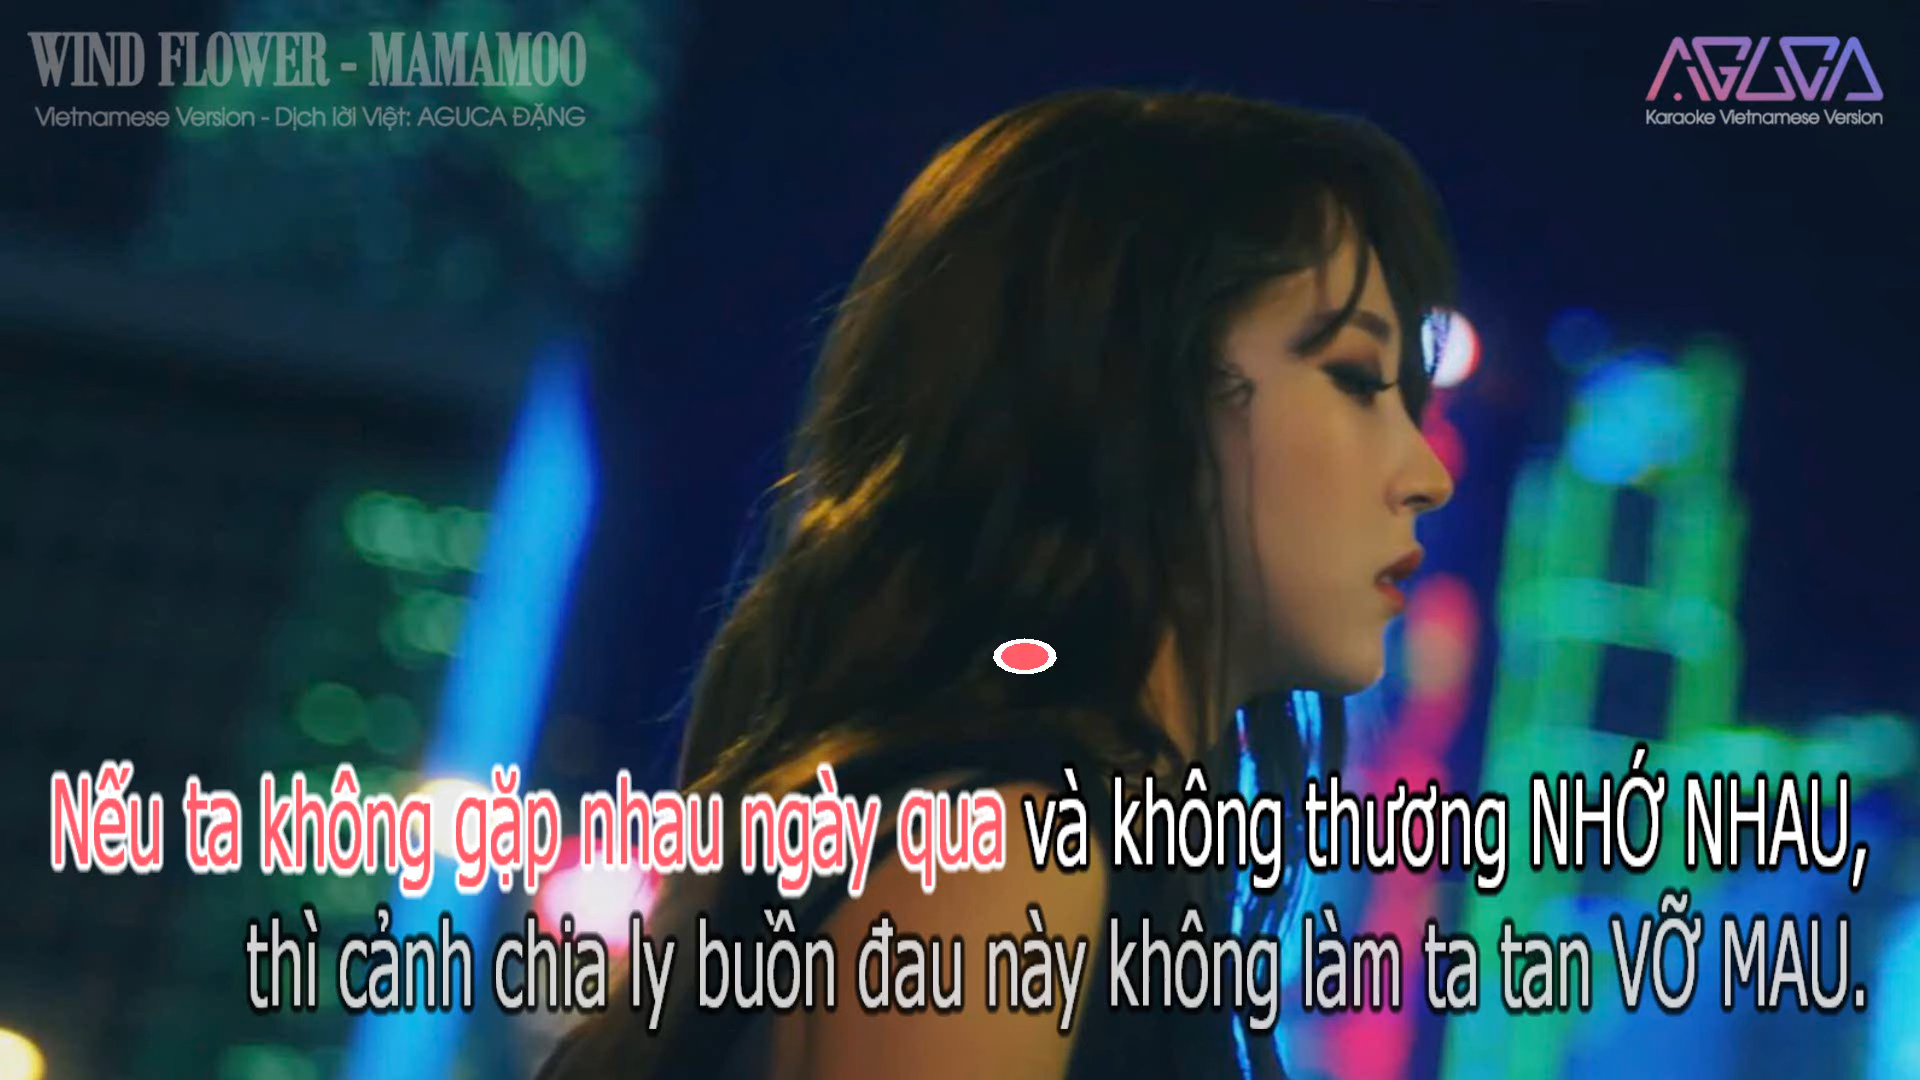 WIND FLOWER - MAMAMOO
Vietnamese Version - Dịch lời Việt: AGUCA ĐẶNG
AGUCA
Karaoke Vietnamese Version
Nếu ta không gặp nhau ngày qua và không thương NHỚ NHAU,
thì cảnh chia ly buồn đau này không làm ta tan VỠ MAU.